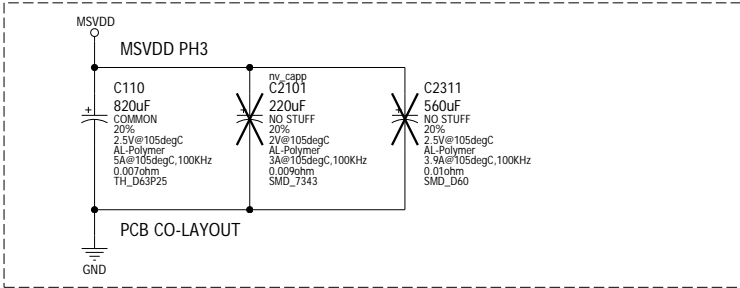 MSVDD
MSVDD PH3
C110
820uF
COMMON
20%
2.5V@105degC
AL-Polymer
5A@105degC,100KHz
0.007ohm
TH_D63P25
nv_capp
C2101
220uF
NO STUFF
20%
2V@105degC
AL-Polymer
3A@105degC,100KHz
0.009ohm
SMD_7343
C2311
560uF
NO STUFF
20%
2.5V@105degC
AL-Polymer
3.9A@105degC,100KHz
0.01ohm
SMD_D60
+
+
+
PCB CO-LAYOUT
GND